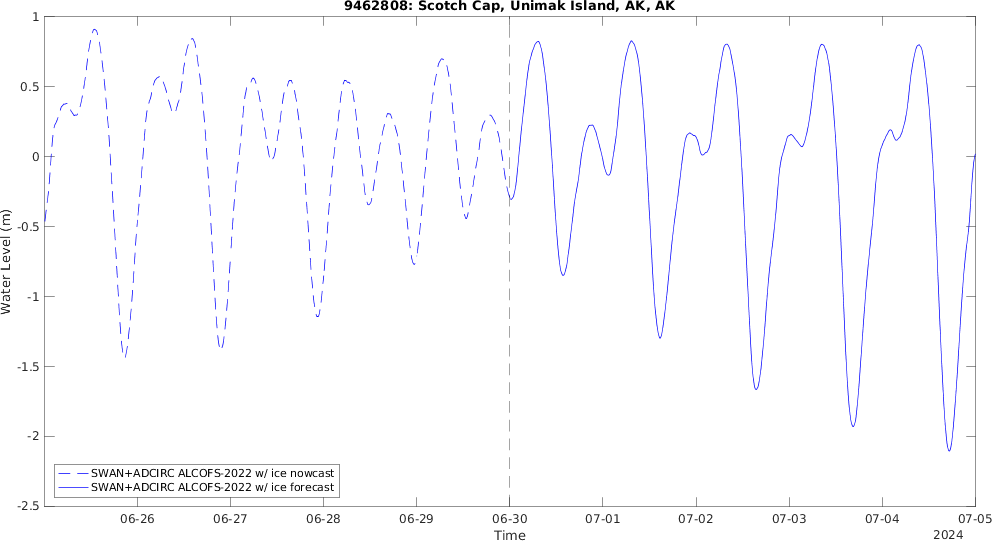 9462808: Scotch Cap, Unimak Island, AK, AK
1
0.5
0
-0.5
-1
-1.5
-2
-2.5
Water Level (m)
SWAN+ADCIRC ALCOFS-2022 w/ ice nowcast
SWAN+ADCIRC ALCOFS-2022 w/ ice forecast
06-26 06-27 06-28 06-29 06-30 07-01 07-02 07-03 07-04 07-05
Time
2024